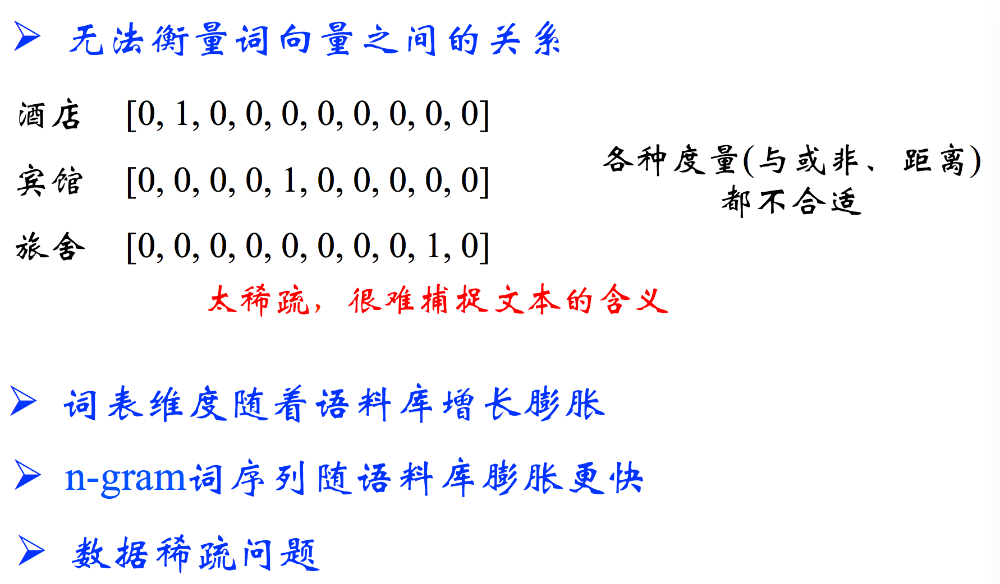 ➢ 无法衡量词向量之间的关系
酒店 [0, 1, 0, 0, 0, 0, 0, 0, 0, 0]
宾馆 [0, 0, 0, 0, 1, 0, 0, 0, 0, 0]
旅舍 [0, 0, 0, 0, 0, 0, 0, 0, 1, 0]
各种度量(与或非、距离)
都不合适
太稀疏，很难捕捉文本的含义
➢ 词表维度随着语料库增长膨胀
➢ n-gram词序列随语料库膨胀更快
➢ 数据稀疏问题